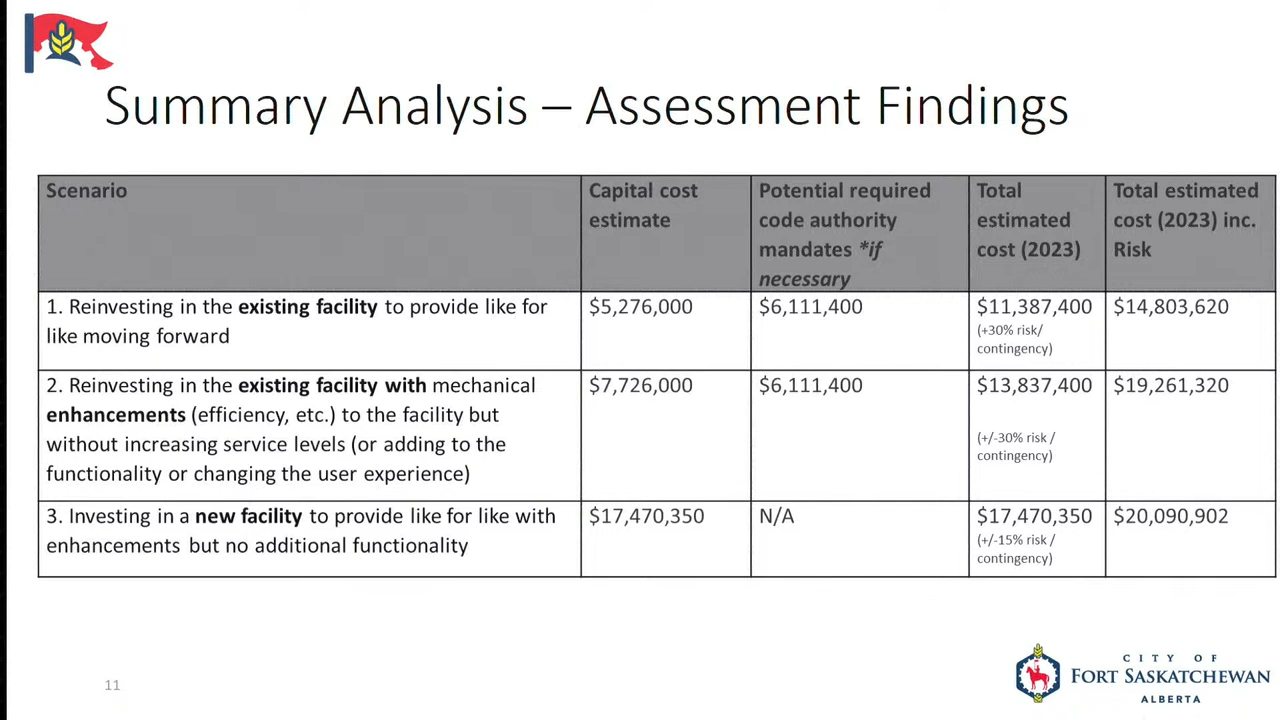 Summary Analysis – Assessment Findings
Scenario
Capital cost
estimate
Potential required
code authority
mandates *if
necessary
Total
estimated
cost (2023)
Total estimated
cost (2023) inc.
Risk
1. Reinvesting in the existing facility to provide like for
like moving forward
$5,276,000
$6,111,400
$11,387,400
(+30% risk/
contingency)
$14,803,620
2. Reinvesting in the existing facility with mechanical
enhancements (efficiency, etc.) to the facility but
without increasing service levels (or adding to the
functionality or changing the user experience)
$7,726,000
$6,111,400
$13,837,400
(+/-30% risk /
contingency)
$19,261,320
3. Investing in a new facility to provide like for like with
enhancements but no additional functionality
$17,470,350
N/A
$17,470,350
(+/-15% risk /
contingency)
$20,090,902
11
CITY OF
FORT SASKATCHEWAN
ALBERTA